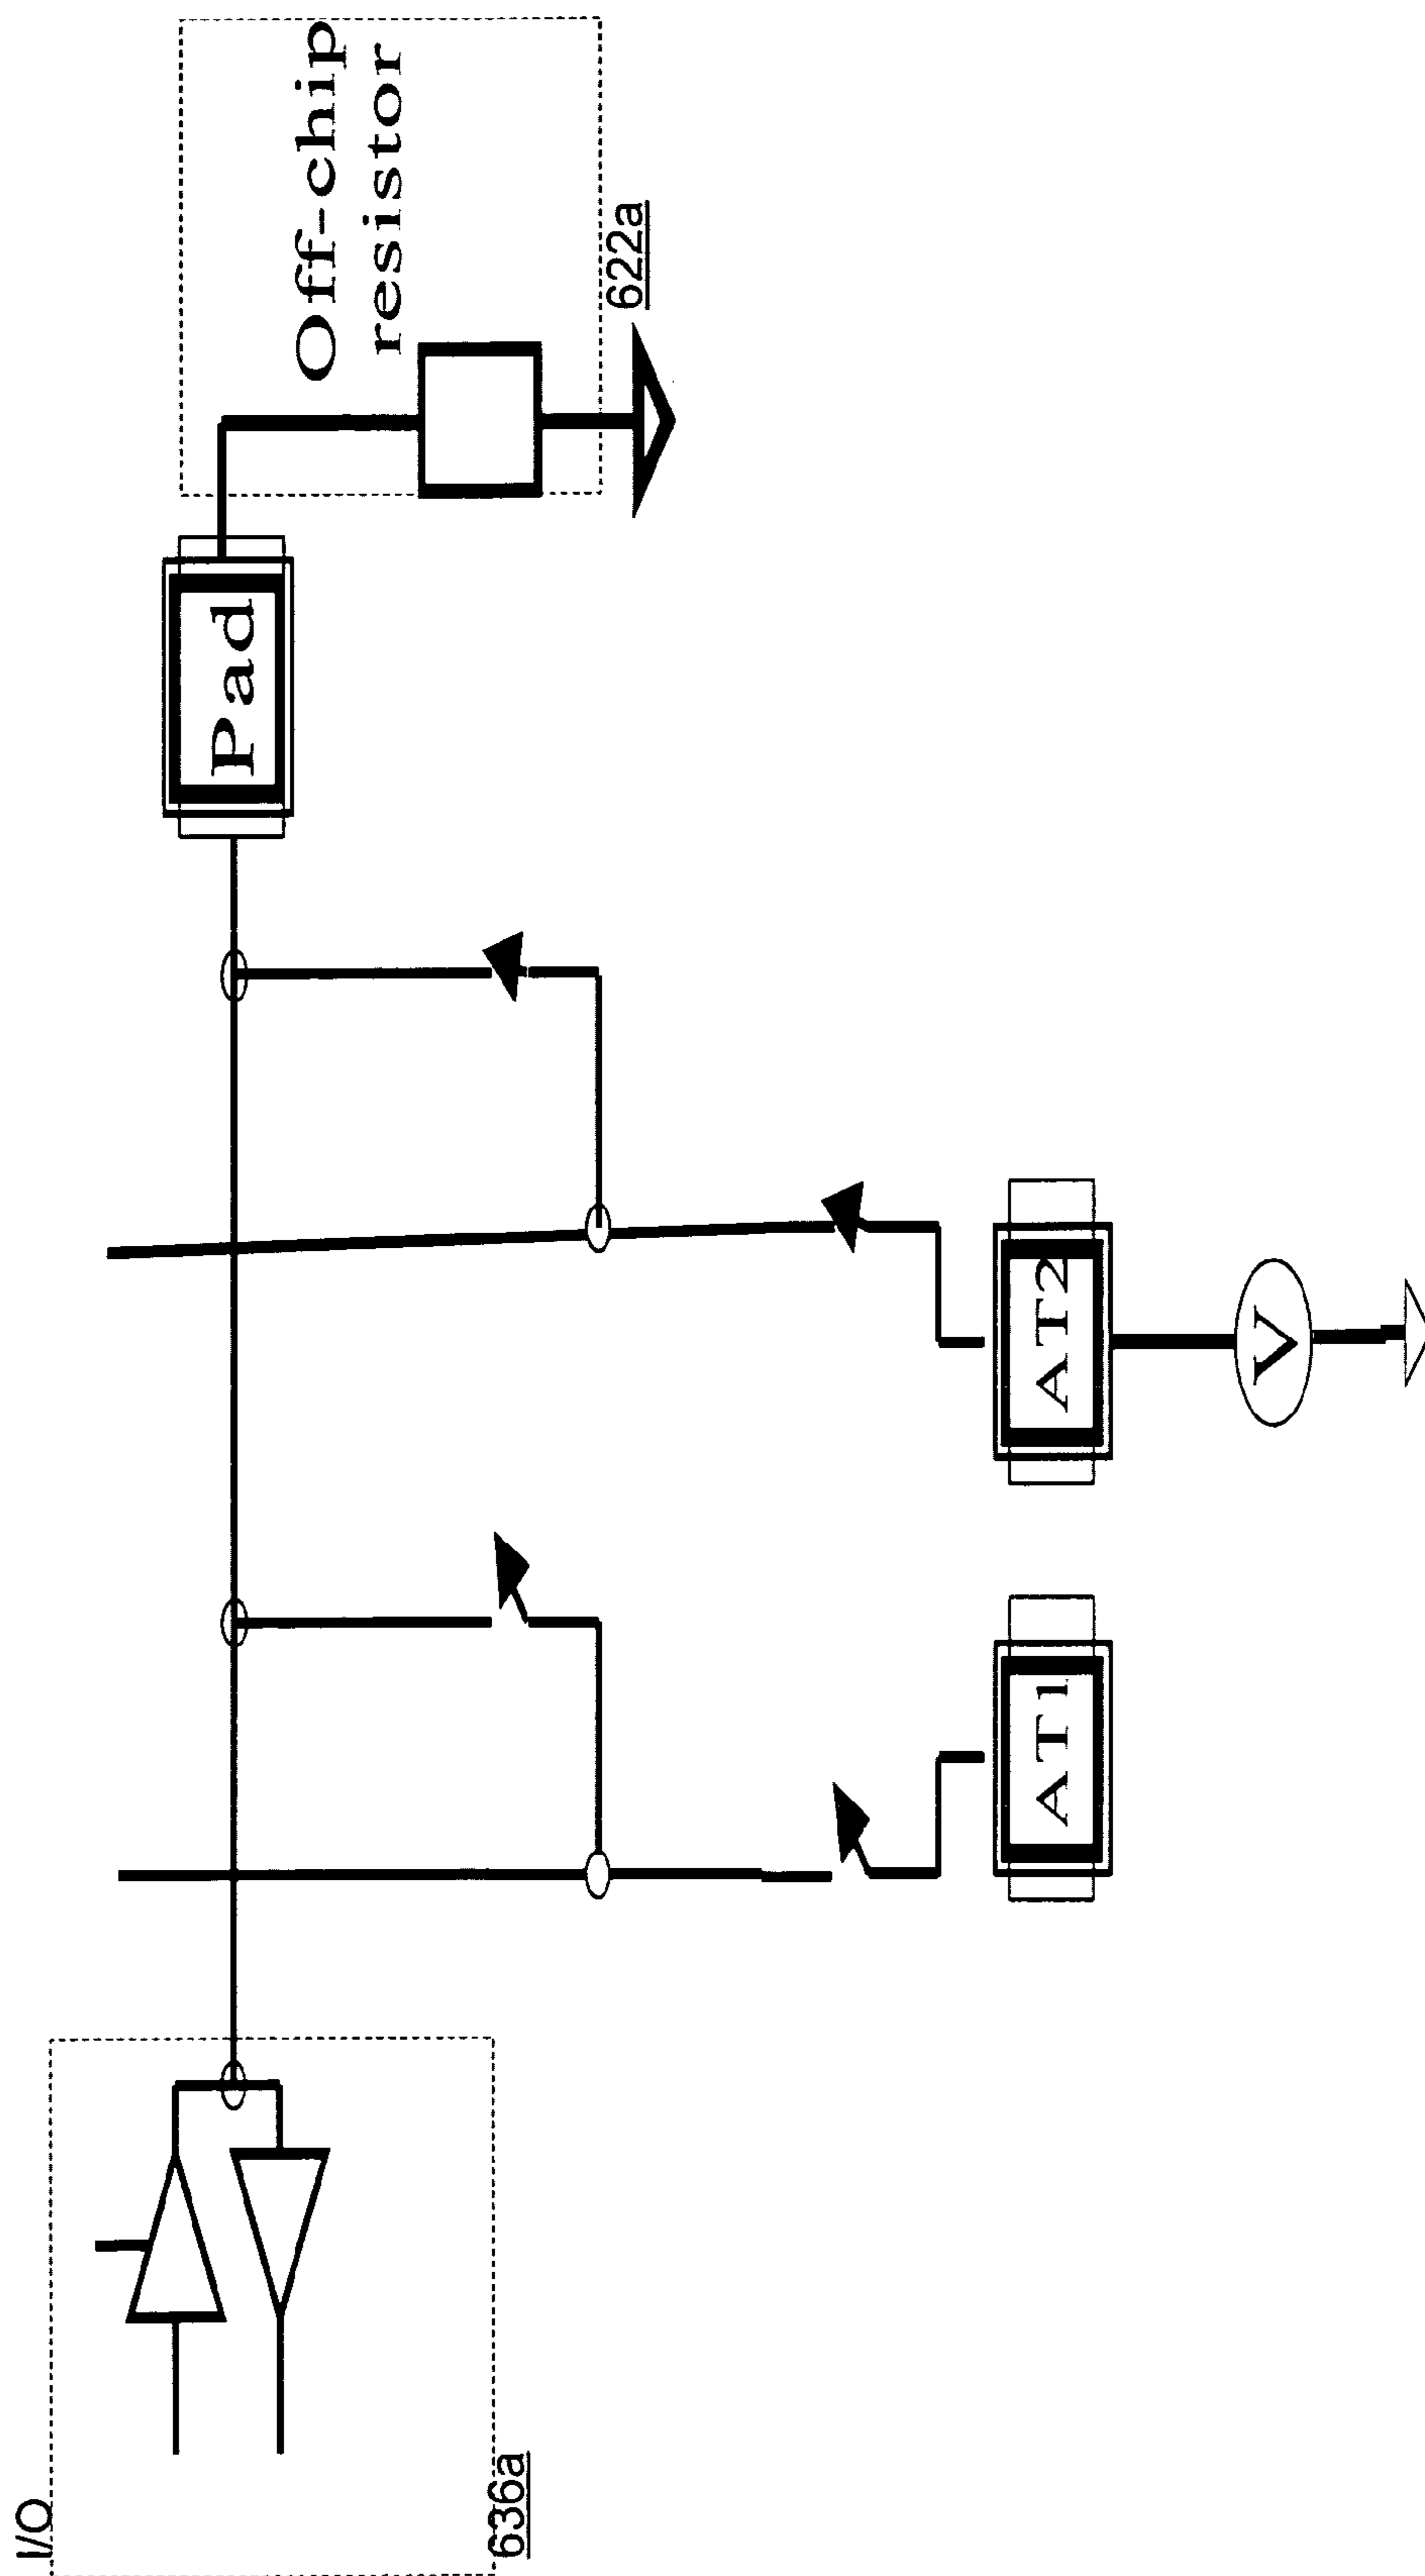 I/O
636a
Pad
Off-chip
resistor
622a
AT1
AT2
V